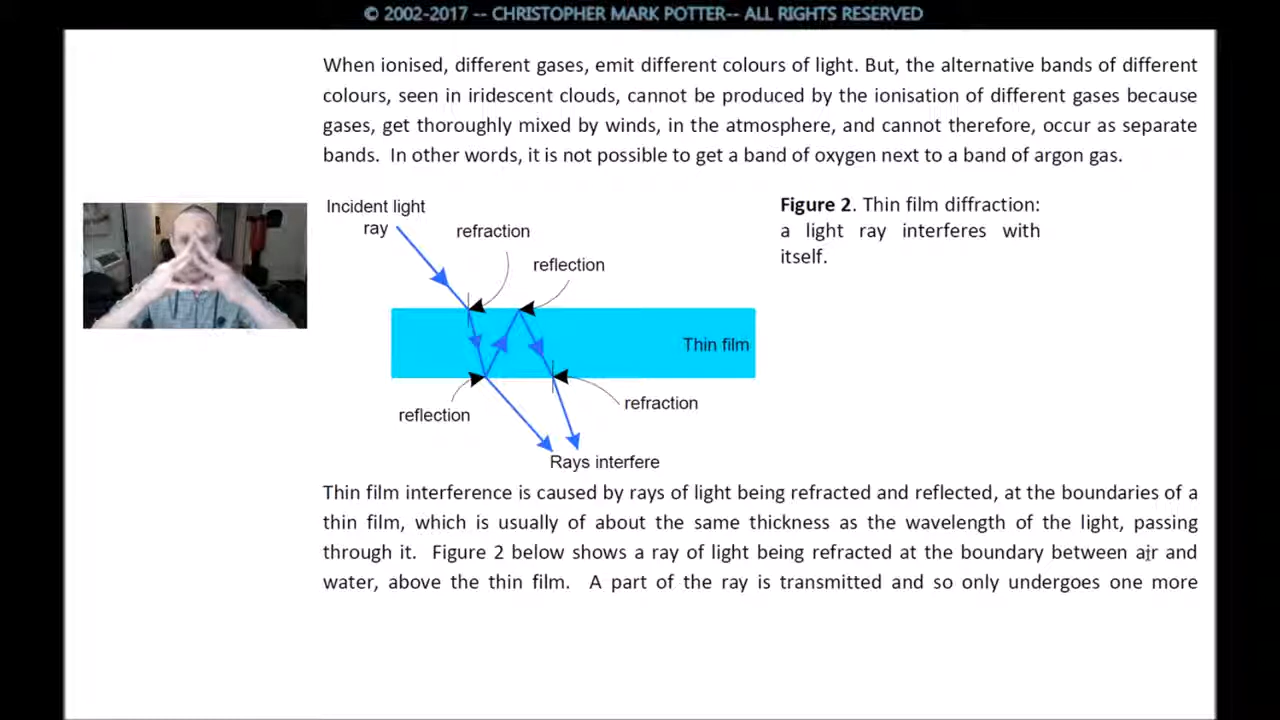 © 2002-2017 -- CHRISTOPHER MARK POTTER-- ALL RIGHTS RESERVED
When ionised, different gases, emit different colours of light. But, the alternative bands of different
colours, seen in iridescent clouds, cannot be produced by the ionisation of different gases because
gases, get thoroughly mixed by winds, in the atmosphere, and cannot therefore, occur as separate
bands. In other words, it is not possible to get a band of oxygen next to a band of argon gas.
Incident light
ray
refraction
reflection
Thin film
reflection
refraction
Rays interfere
Figure 2. Thin film diffraction:
a light ray interferes with
itself.
Thin film interference is caused by rays of light being refracted and reflected, at the boundaries of a
thin film, which is usually of about the same thickness as the wavelength of the light, passing
through it. Figure 2 below shows a ray of light being refracted at the boundary between air and
water, above the thin film. A part of the ray is transmitted and so only undergoes one more